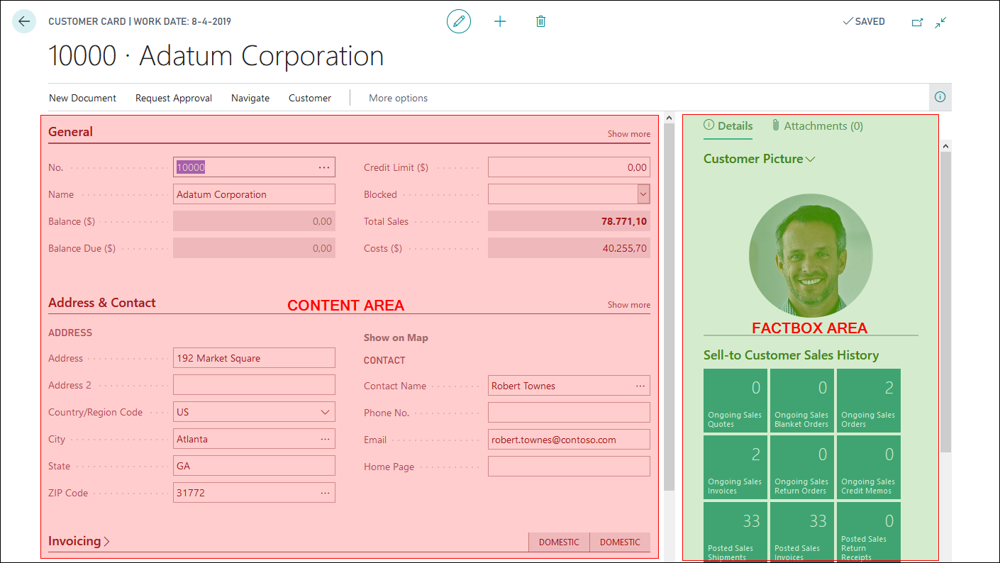 CUSTOMER CARD | WORK DATE: 8-4-2019
SAVED
10000 · Adatum Corporation
New Document Request Approval Navigate Customer More options
General Show more
No. 10000 ···
Name Adatum Corporation
Balance ($) 0,00
Balance Due ($) 0,00
Credit Limit ($) 0,00
Blocked
Total Sales 78.771,10
Costs ($) 40.255,70
Address & Contact Show more
CONTENT AREA
ADDRESS
Address 192 Market Square
Address 2
Country/Region Code US
City Atlanta ···
State GA
ZIP Code 31772 ···
Show on Map
CONTACT
Contact Name Robert Townes ···
Phone No.
Email robert.townes@contoso.com
Home Page
Invoicing DOMESTIC DOMESTIC
Details Attachments (0)
Customer Picture
FACTBOX AREA
Sell-to Customer Sales History
0
Ongoing Sales
Quotes
0
Ongoing Sales
Blanket Orders
2
Ongoing Sales
Orders
2
Ongoing Sales
Invoices
0
Ongoing Sales
Return Orders
0
Ongoing Sales
Credit Memos
33
Posted Sales
Shipments
33
Posted Sales
Invoices
0
Posted Sales
Return
Receipts